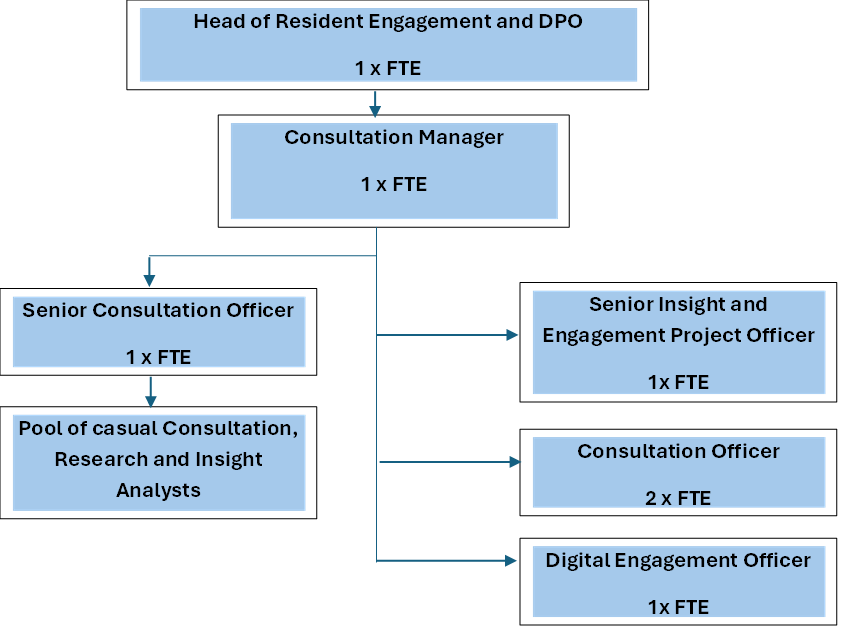 Head of Resident Engagement and DPO
1 x FTE
Consultation Manager
1 x FTE
Senior Consultation Officer
1 x FTE
Pool of casual Consultation,
Research and Insight
Analysts
Senior Insight and
Engagement Project Officer
1x FTE
Consultation Officer
2 x FTE
Digital Engagement Officer
1x FTE